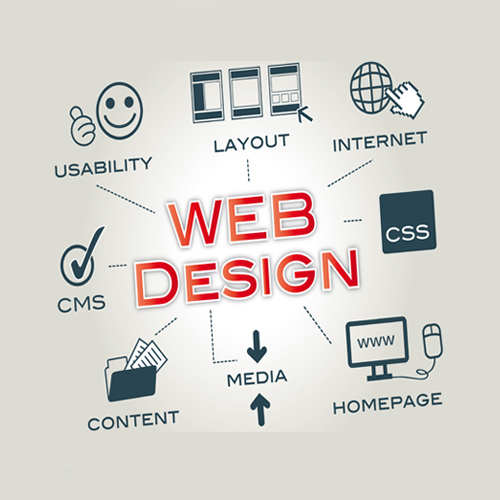 USABILITY
LAYOUT
INTERNET
WEB
DESIGN
CSS
CMS
CONTENT
MEDIA
WWW
HOMEPAGE